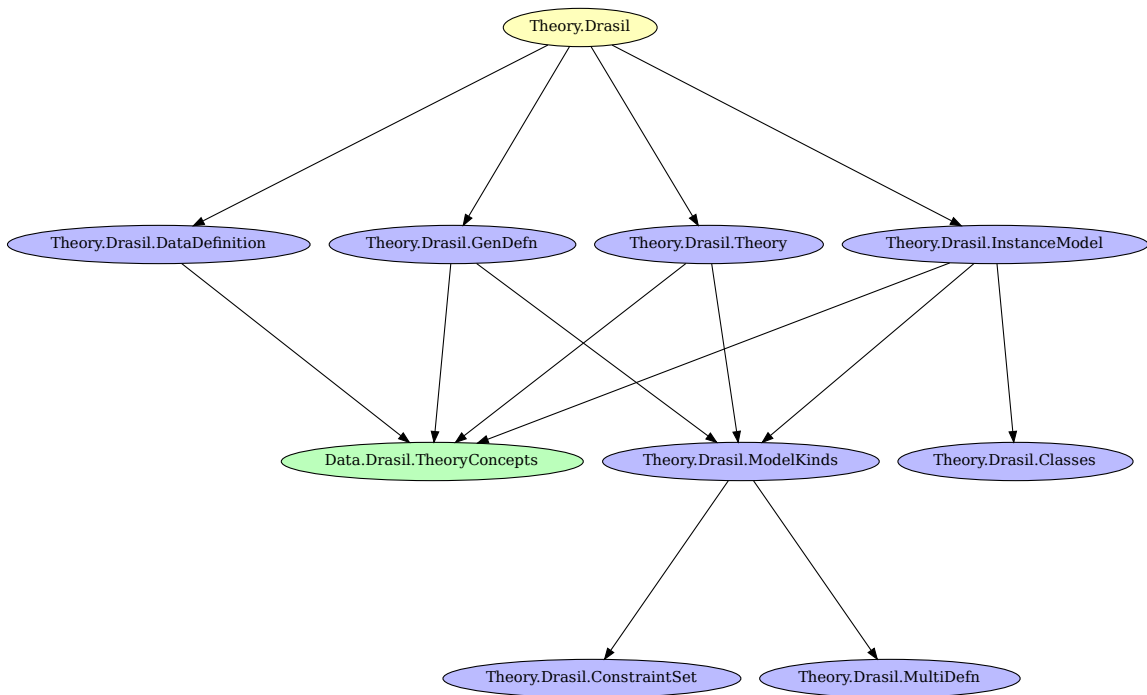 Theory.Drasil
Theory.Drasil.DataDefinition
Theory.Drasil.GenDefn
Theory.Drasil.Theory
Theory.Drasil.InstanceModel
Data.Drasil.TheoryConcepts
Theory.Drasil.ModelKinds
Theory.Drasil.Classes
Theory.Drasil.ConstraintSet
Theory.Drasil.MultiDefn